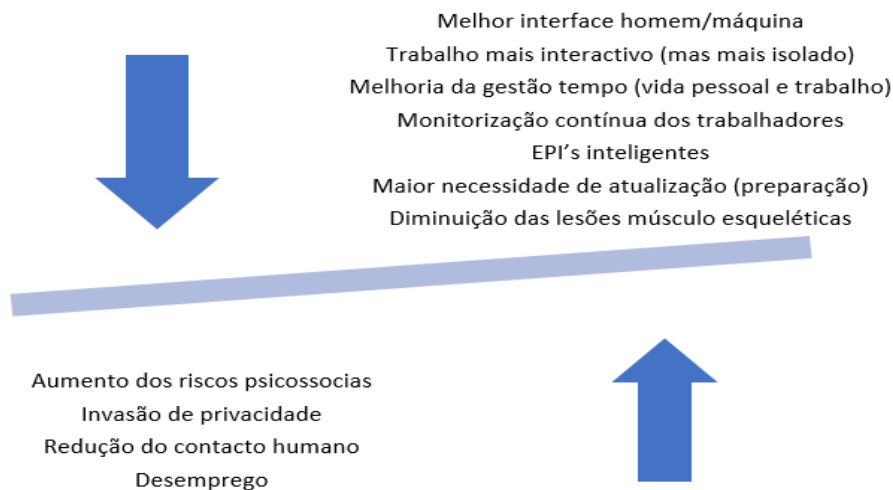 Melhor interface homem/máquina
Trabalho mais interactivo (mas mais isolado)
Melhoria da gestão tempo (vida pessoal e trabalho)
Monitorização contínua dos trabalhadores
EPI’s inteligentes
Maior necessidade de atualização (preparação)
Diminuição das lesões músculo esqueléticas
Aumento dos riscos psicossocias
Invasão de privacidade
Redução do contacto humano
Desemprego